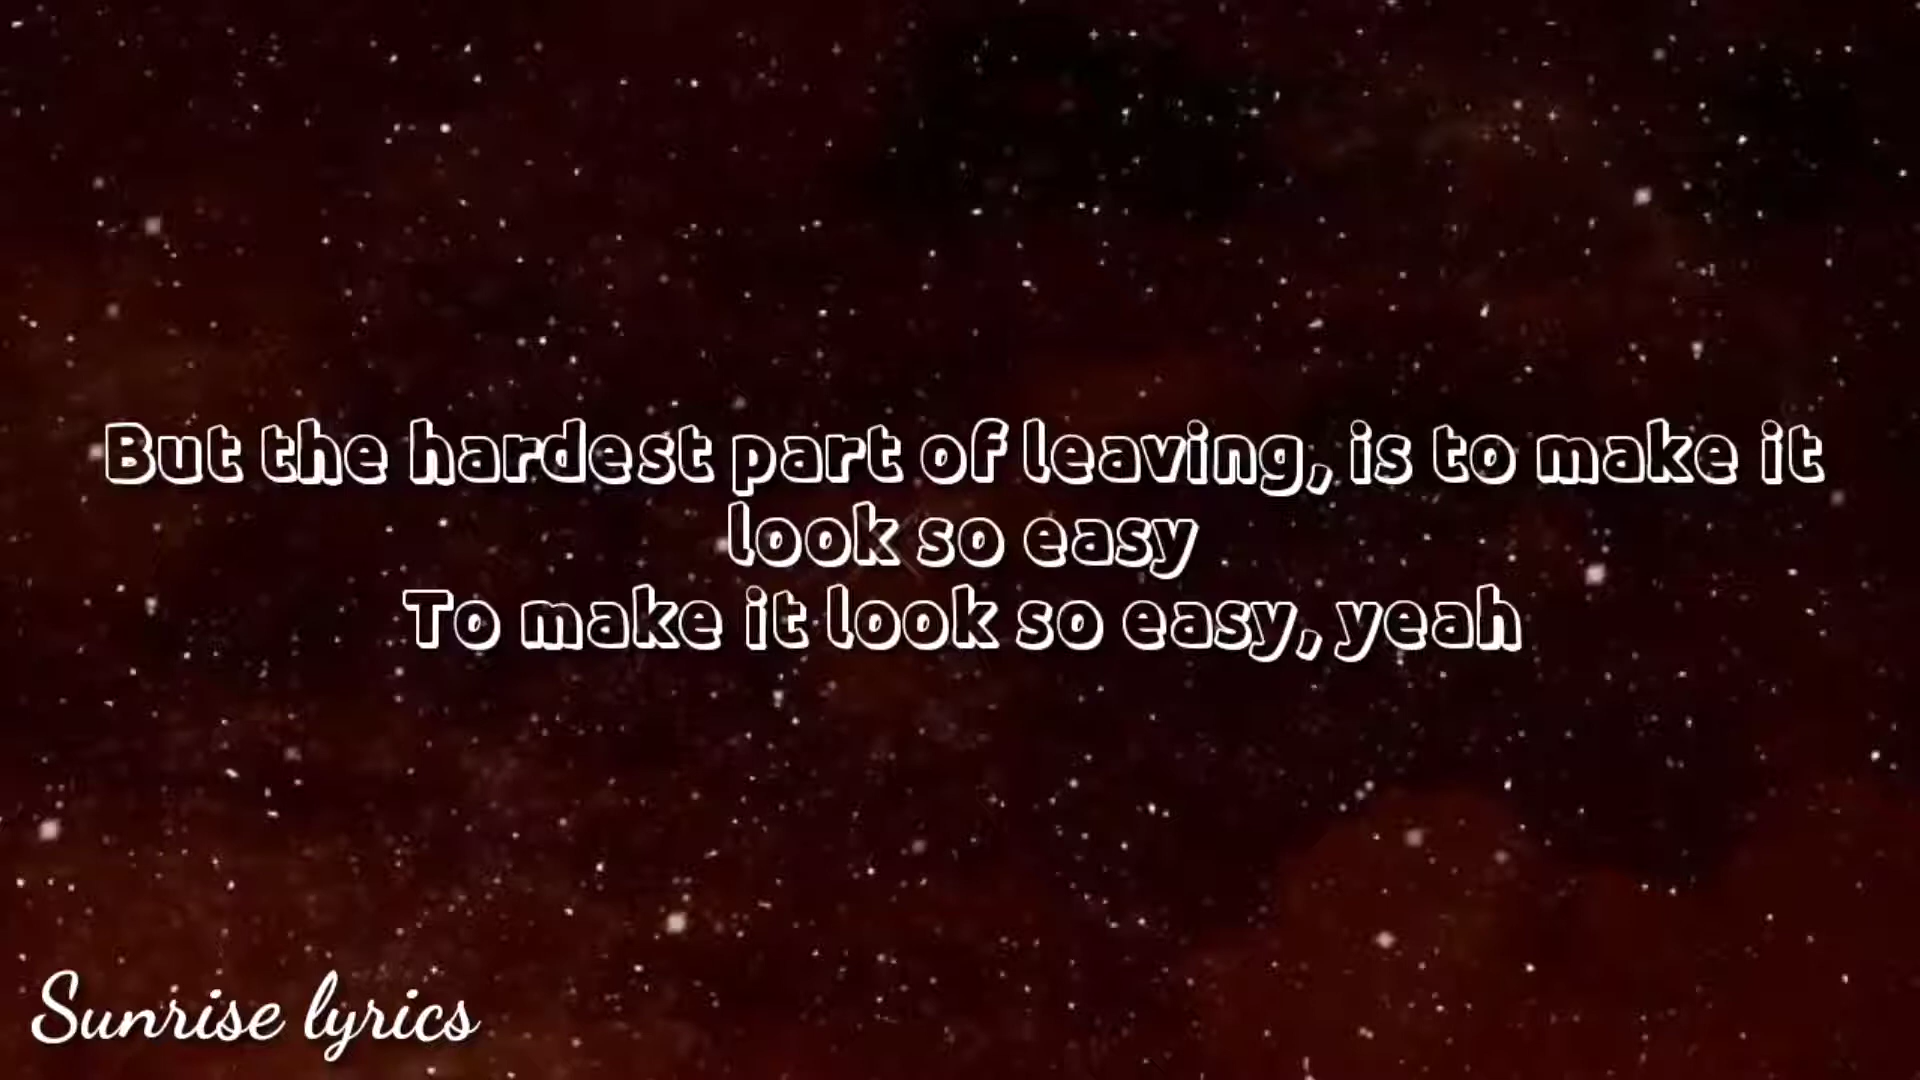 But the hardest part of leaving, is to make it
look so easy
To make it look so easy, yeah
Sunrise lyrics